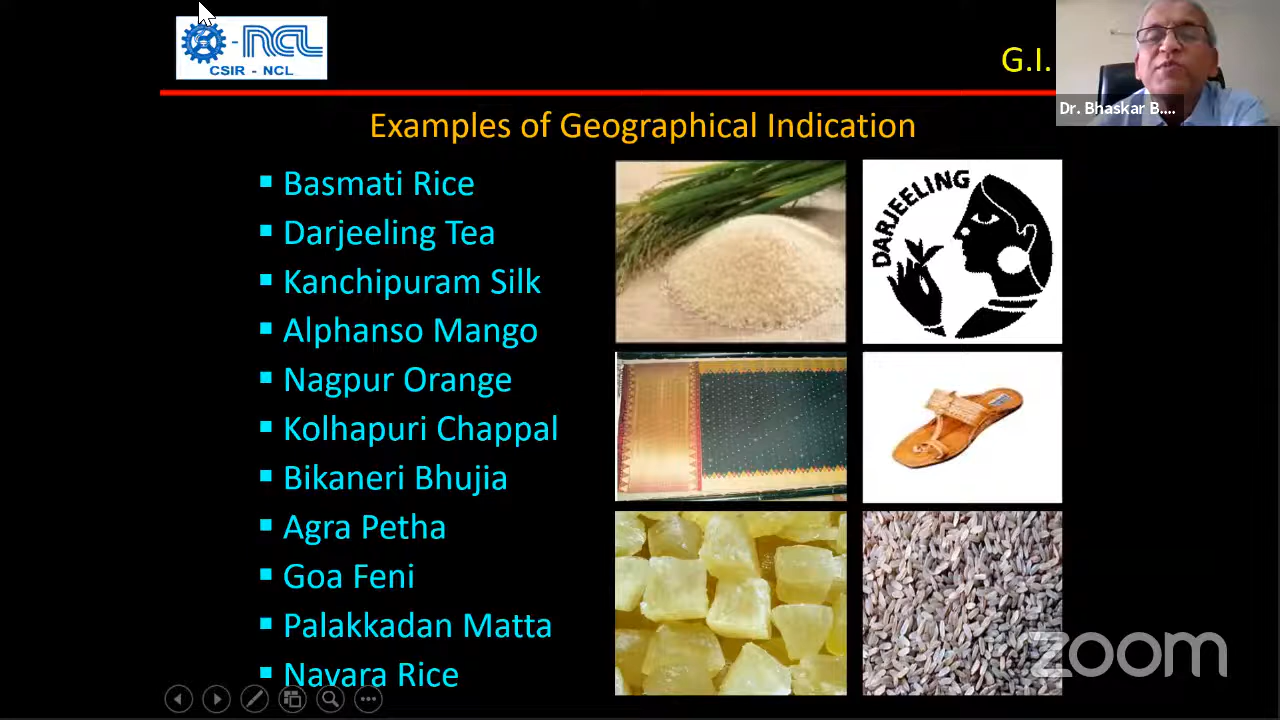 NCL
CSIR - NCL
G.I.
Dr. Bhaskar B....
Examples of Geographical Indication
Basmati Rice
Darjeeling Tea
Kanchipuram Silk
Alphanso Mango
Nagpur Orange
Kolhapuri Chappal
Bikaneri Bhujia
Agra Petha
Goa Feni
Palakkadan Matta
Navara Rice
DARJEELING
zoom